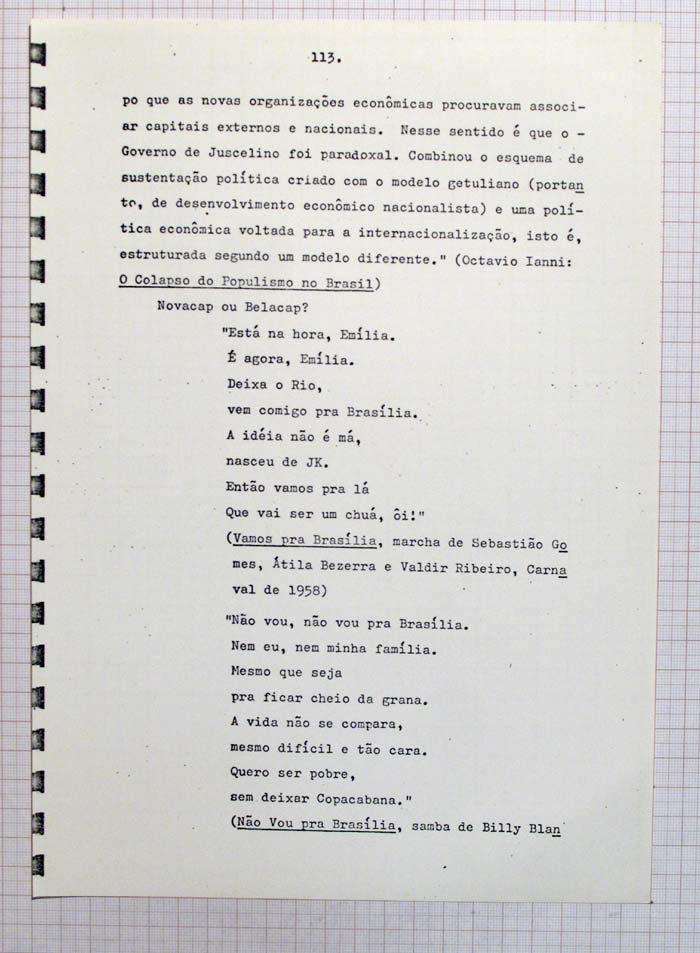 113.
po que as novas organizações econômicas procuravam associ-
ar capitais externos e nacionais. Nesse sentido é que o -
Governo de Juscelino foi paradoxal. Combinou o esquema de
sustentação política criado com o modelo getuliano (portan
to, de desenvolvimento econômico nacionalista) e uma polí-
tica econômica voltada para a internacionalização, isto é,
estruturada segundo um modelo diferente." (Octavio Ianni:
O Colapso do Populismo no Brasil)
Novacap ou Belacap?
"Está na hora, Emília.
É agora, Emília.
Deixa o Rio,
vem comigo pra Brasília.
A idéia não é má,
nasceu de JK.
Então vamos pra lá
Que vai ser um chuá, ôi!"
(Vamos pra Brasília, marcha de Sebastião Go
mes, Átila Bezerra e Valdir Ribeiro, Carna
val de 1958)
"Não vou, não vou pra Brasília.
Nem eu, nem minha família.
Mesmo que seja
pra ficar cheio da grana.
A vida não se compara,
mesmo difícil e tão cara.
Quero ser pobre,
sem deixar Copacabana."
(Não Vou pra Brasília, samba de Billy Blan